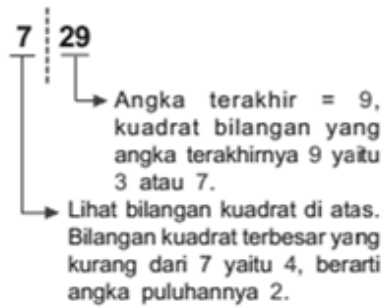 7 29
Angka terakhir = 9,
kuadrat bilangan yang
angka terakhirnya 9 yaitu
3 atau 7.
Lihat bilangan kuadrat di atas.
Bilangan kuadrat terbesar yang
kurang dari 7 yaitu 4, berarti
angka puluhannya 2.